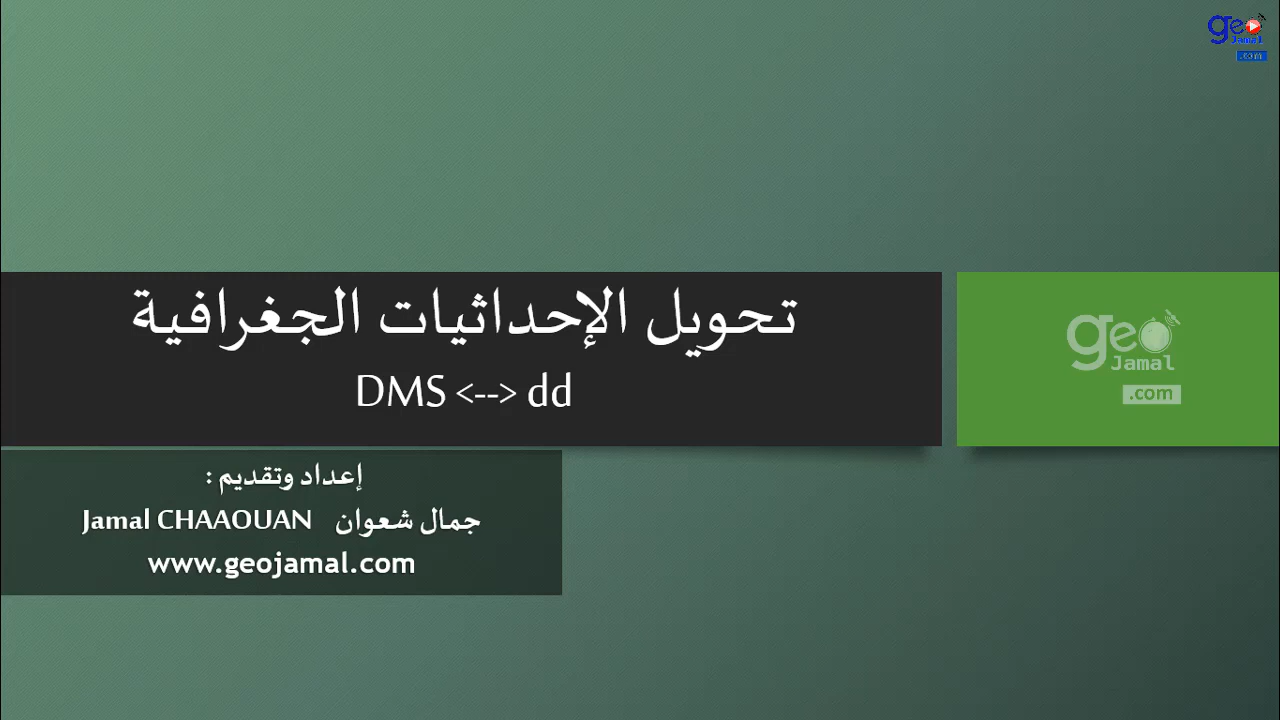 geo
Jamal
.com
تحويل الإحداثيات الجغرافية
DMS <--> dd
geo
Jamal
.com
إعداد وتقديم :
جمال شعوان Jamal CHAAOUAN
www.geojamal.com